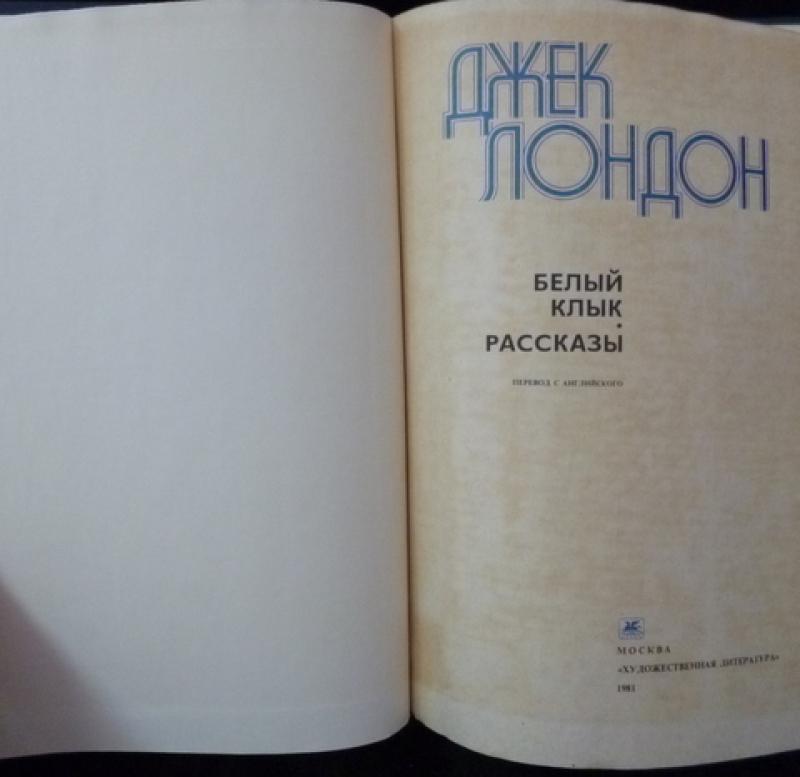 ДЖЕК
ЛОНДОН
БЕЛЫЙ
КЛЫК
•
РАССКАЗЫ
ПЕРЕВОД С АНГЛИЙСКОГО
МОСКВА
«ХУДОЖЕСТВЕННАЯ ЛИТЕРАТУРА»
1981